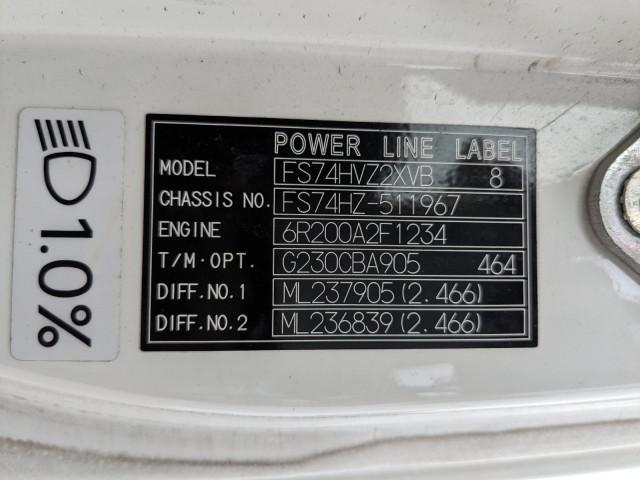 POWER LINE LABEL
MODEL FS74HVZ2XVB 8
CHASSIS NO. FS74HZ-511967
ENGINE 6R200A2F1234
T/M·OPT. G230CBA905 464
DIFF.NO.1 ML237905(2.466)
DIFF.NO.2 ML236839(2.466)
1.0%